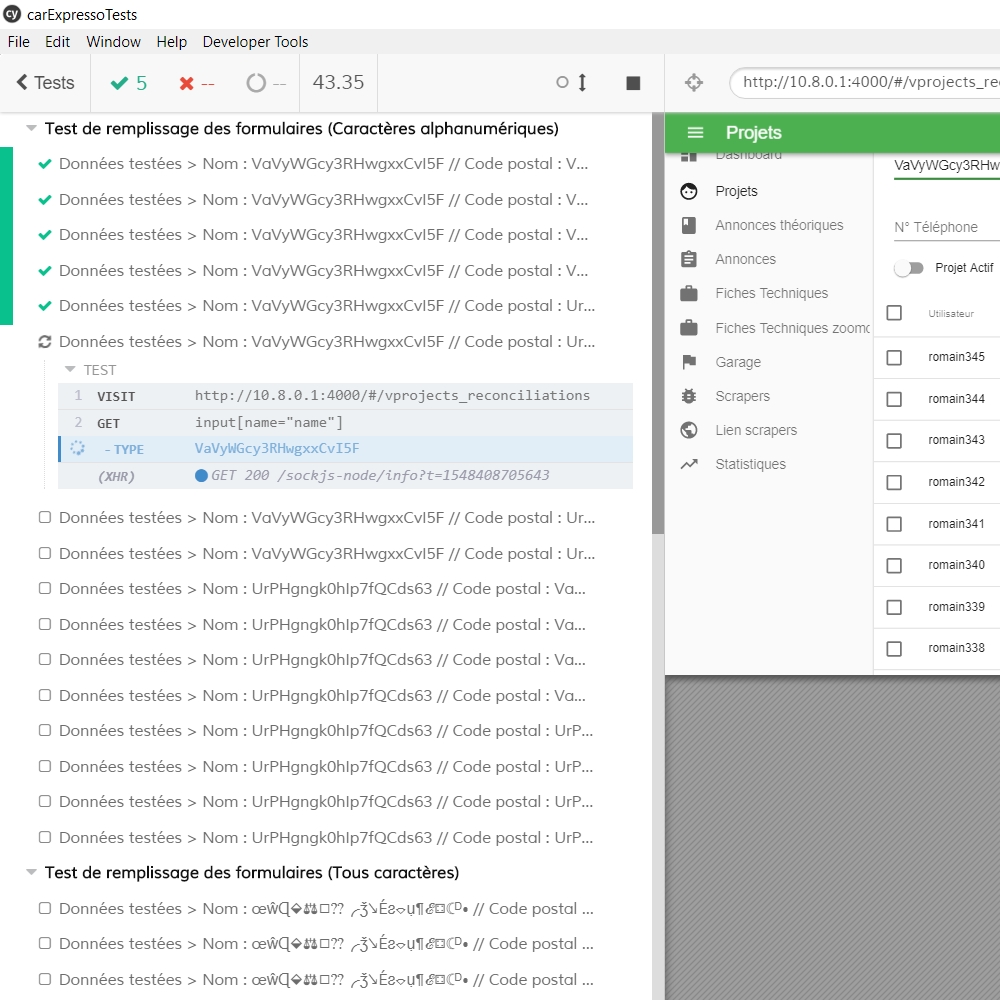 cy carExpressoTests
File Edit Window Help Developer Tools
Tests 5 -- -- 43.35
http://10.8.0.1:4000/#/vprojects_re
Test de remplissage des formulaires (Caractères alphanumériques)
Données testées > Nom : VaVyWGcy3RHwgxxCvI5F // Code postal : V...
Données testées > Nom : VaVyWGcy3RHwgxxCvI5F // Code postal : V...
Données testées > Nom : VaVyWGcy3RHwgxxCvI5F // Code postal : V...
Données testées > Nom : VaVyWGcy3RHwgxxCvI5F // Code postal : V...
Données testées > Nom : VaVyWGcy3RHwgxxCvI5F // Code postal : Ur...
Données testées > Nom : VaVyWGcy3RHwgxxCvI5F // Code postal : Ur...
TEST
1 VISIT http://10.8.0.1:4000/#/vprojects_reconciliations
2 GET input[name="name"]
- TYPE VaVyWGcy3RHwgxxCvI5F
(XHR) GET 200 /sockjs-node/info?t=1548408705643
Données testées > Nom : VaVyWGcy3RHwgxxCvI5F // Code postal : Ur...
Données testées > Nom : VaVyWGcy3RHwgxxCvI5F // Code postal : Ur...
Données testées > Nom : UrPHgngk0hIp7fQCds63 // Code postal : Va...
Données testées > Nom : UrPHgngk0hIp7fQCds63 // Code postal : Va...
Données testées > Nom : UrPHgngk0hIp7fQCds63 // Code postal : Va...
Données testées > Nom : UrPHgngk0hIp7fQCds63 // Code postal : Va...
Données testées > Nom : UrPHgngk0hIp7fQCds63 // Code postal : UrP...
Données testées > Nom : UrPHgngk0hIp7fQCds63 // Code postal : UrP...
Données testées > Nom : UrPHgngk0hIp7fQCds63 // Code postal : UrP...
Données testées > Nom : UrPHgngk0hIp7fQCds63 // Code postal : UrP...
Test de remplissage des formulaires (Tous caractères)
Données testées > Nom : // Code postal ...
Données testées > Nom : // Code postal ...
Données testées > Nom : // Code postal ...
Projets
Dashboard
Projets
Annonces théoriques
Annonces
Fiches Techniques
Fiches Techniques zoomc
Garage
Scrapers
Lien scrapers
Statistiques
VaVyWGcy3RHw
N° Téléphone
Projet Actif
Utilisateur
romain345
romain344
romain343
romain342
romain341
romain340
romain339
romain338